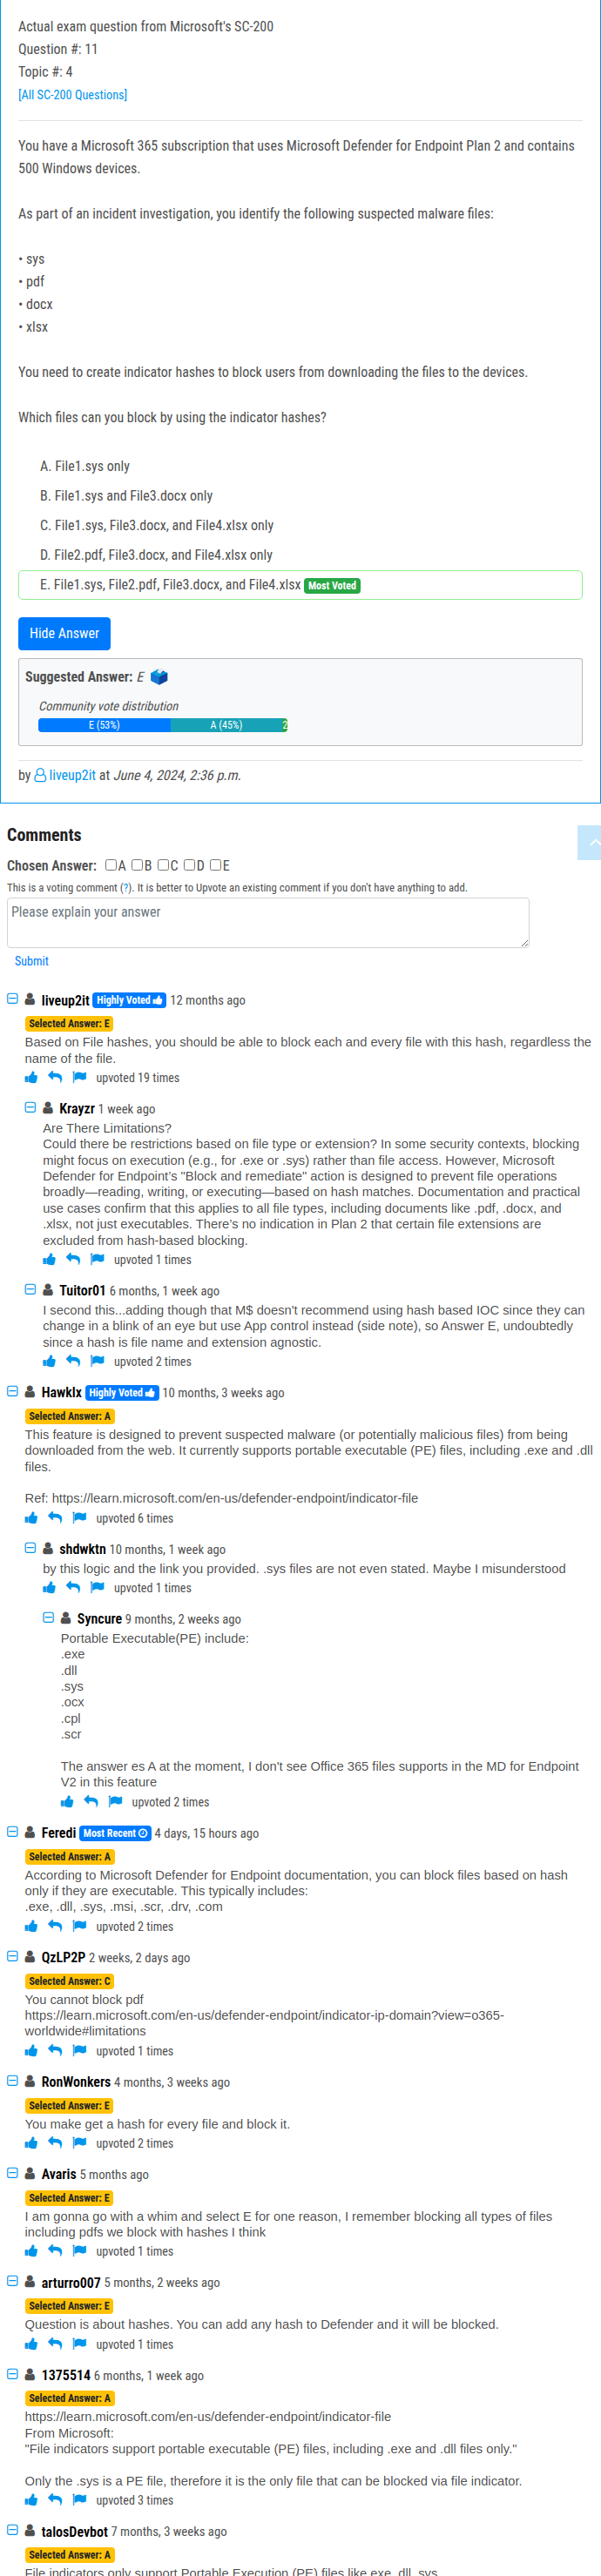 Actual exam question from Microsoft's SC-200
Question #: 11
Topic #: 4
[All SC-200 Questions]
You have a Microsoft 365 subscription that uses Microsoft Defender for Endpoint Plan 2 and contains
500 Windows devices.
As part of an incident investigation, you identify the following suspected malware files:
• sys
• pdf
• docx
• xlsx
You need to create indicator hashes to block users from downloading the files to the devices.
Which files can you block by using the indicator hashes?
A. File1.sys only
B. File1.sys and File3.docx only
C. File1.sys, File3.docx, and File4.xlsx only
D. File2.pdf, File3.docx, and File4.xlsx only
E. File1.sys, File2.pdf, File3.docx, and File4.xlsx Most Voted
Hide Answer
Suggested Answer: E
Community vote distribution
E (53%) A (45%) 2
by liveup2it at June 4, 2024, 2:36 p.m.
Comments
Chosen Answer: A B C D E
This is a voting comment (?). It is better to Upvote an existing comment if you don't have anything to add.
Please explain your answer
Submit
liveup2it Highly Voted 12 months ago
Selected Answer: E
Based on File hashes, you should be able to block each and every file with this hash, regardless the
name of the file.
upvoted 19 times
Krayzr 1 week ago
Are There Limitations?
Could there be restrictions based on file type or extension? In some security contexts, blocking
might focus on execution (e.g., for .exe or .sys) rather than file access. However, Microsoft
Defender for Endpoint's "Block and remediate" action is designed to prevent file operations
broadly—reading, writing, or executing—based on hash matches. Documentation and practical
use cases confirm that this applies to all file types, including documents like .pdf, .docx, and
.xlsx, not just executables. There's no indication in Plan 2 that certain file extensions are
excluded from hash-based blocking.
upvoted 1 times
Tuitor01 6 months, 1 week ago
I second this...adding though that M$ doesn't recommend using hash based IOC since they can
change in a blink of an eye but use App control instead (side note), so Answer E, undoubtedly
since a hash is file name and extension agnostic.
upvoted 2 times
Hawklx Highly Voted 10 months, 3 weeks ago
Selected Answer: A
This feature is designed to prevent suspected malware (or potentially malicious files) from being
downloaded from the web. It currently supports portable executable (PE) files, including .exe and .dll
files.
Ref: https://learn.microsoft.com/en-us/defender-endpoint/indicator-file
upvoted 6 times
shdwktn 10 months, 1 week ago
by this logic and the link you provided. .sys files are not even stated. Maybe I misunderstood
upvoted 1 times
Syncure 9 months, 2 weeks ago
Portable Executable(PE) include:
.exe
.dll
.sys
.ocx
.cpl
.scr
The answer es A at the moment, I don't see Office 365 files supports in the MD for Endpoint
V2 in this feature
upvoted 2 times
Feredi Most Recent 4 days, 15 hours ago
Selected Answer: A
According to Microsoft Defender for Endpoint documentation, you can block files based on hash
only if they are executable. This typically includes:
.exe, .dll, .sys, .msi, .scr, .drv, .com
upvoted 2 times
QzLP2P 2 weeks, 2 days ago
Selected Answer: C
You cannot block pdf
https://learn.microsoft.com/en-us/defender-endpoint/indicator-ip-domain?view=o365-
worldwide#limitations
upvoted 1 times
RonWonkers 4 months, 3 weeks ago
Selected Answer: E
You make get a hash for every file and block it.
upvoted 2 times
Avaris 5 months ago
Selected Answer: E
I am gonna go with a whim and select E for one reason, I remember blocking all types of files
including pdfs we block with hashes I think
upvoted 1 times
arturro007 5 months, 2 weeks ago
Selected Answer: E
Question is about hashes. You can add any hash to Defender and it will be blocked.
upvoted 1 times
1375514 6 months, 1 week ago
Selected Answer: A
https://learn.microsoft.com/en-us/defender-endpoint/indicator-file
From Microsoft:
"File indicators support portable executable (PE) files, including .exe and .dll files only."
Only the .sys is a PE file, therefore it is the only file that can be blocked via file indicator.
upvoted 3 times
talosDevbot 7 months, 3 weeks ago
Selected Answer: A
File indicators only support Portable Execution (PE) files like exe, dll, sys